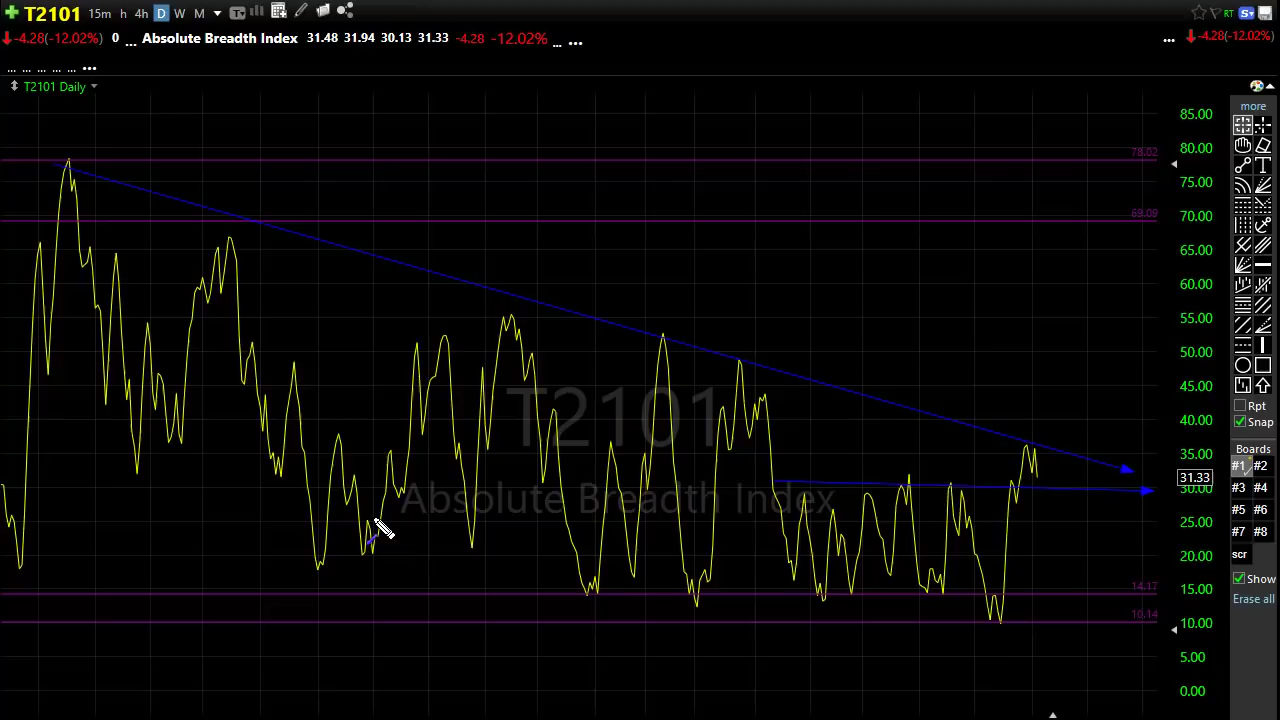 T2101 15m h 4h D W M T RT S
-4.28(-12.02%) 0 ... Absolute Breadth Index 31.48 31.94 30.13 31.33 -4.28 -12.02% ... ... ... -4.28(-12.02%)
... ... ... ... ... ...
T2101 Daily
more
85.00
80.00
78.02
75.00
70.00
69.09
65.00
60.00
55.00
50.00
45.00
T2101
40.00
Rpt
Snap
35.00
Boards
#1 #2
31.33
30.00
#3 #4
Absolute Breadth Index
25.00
#5 #6
#7 #8
20.00
scr
15.00
14.17
Show
Erase all
10.14
10.00
5.00
0.00